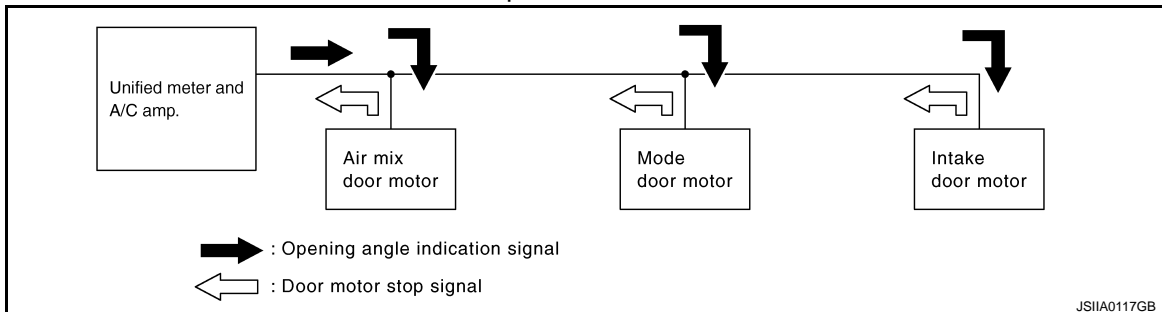 Unified meter and
A/C amp.
Air mix
door motor
Mode
door motor
Intake
door motor
: Opening angle indication signal
: Door motor stop signal
JSIIA0117GB